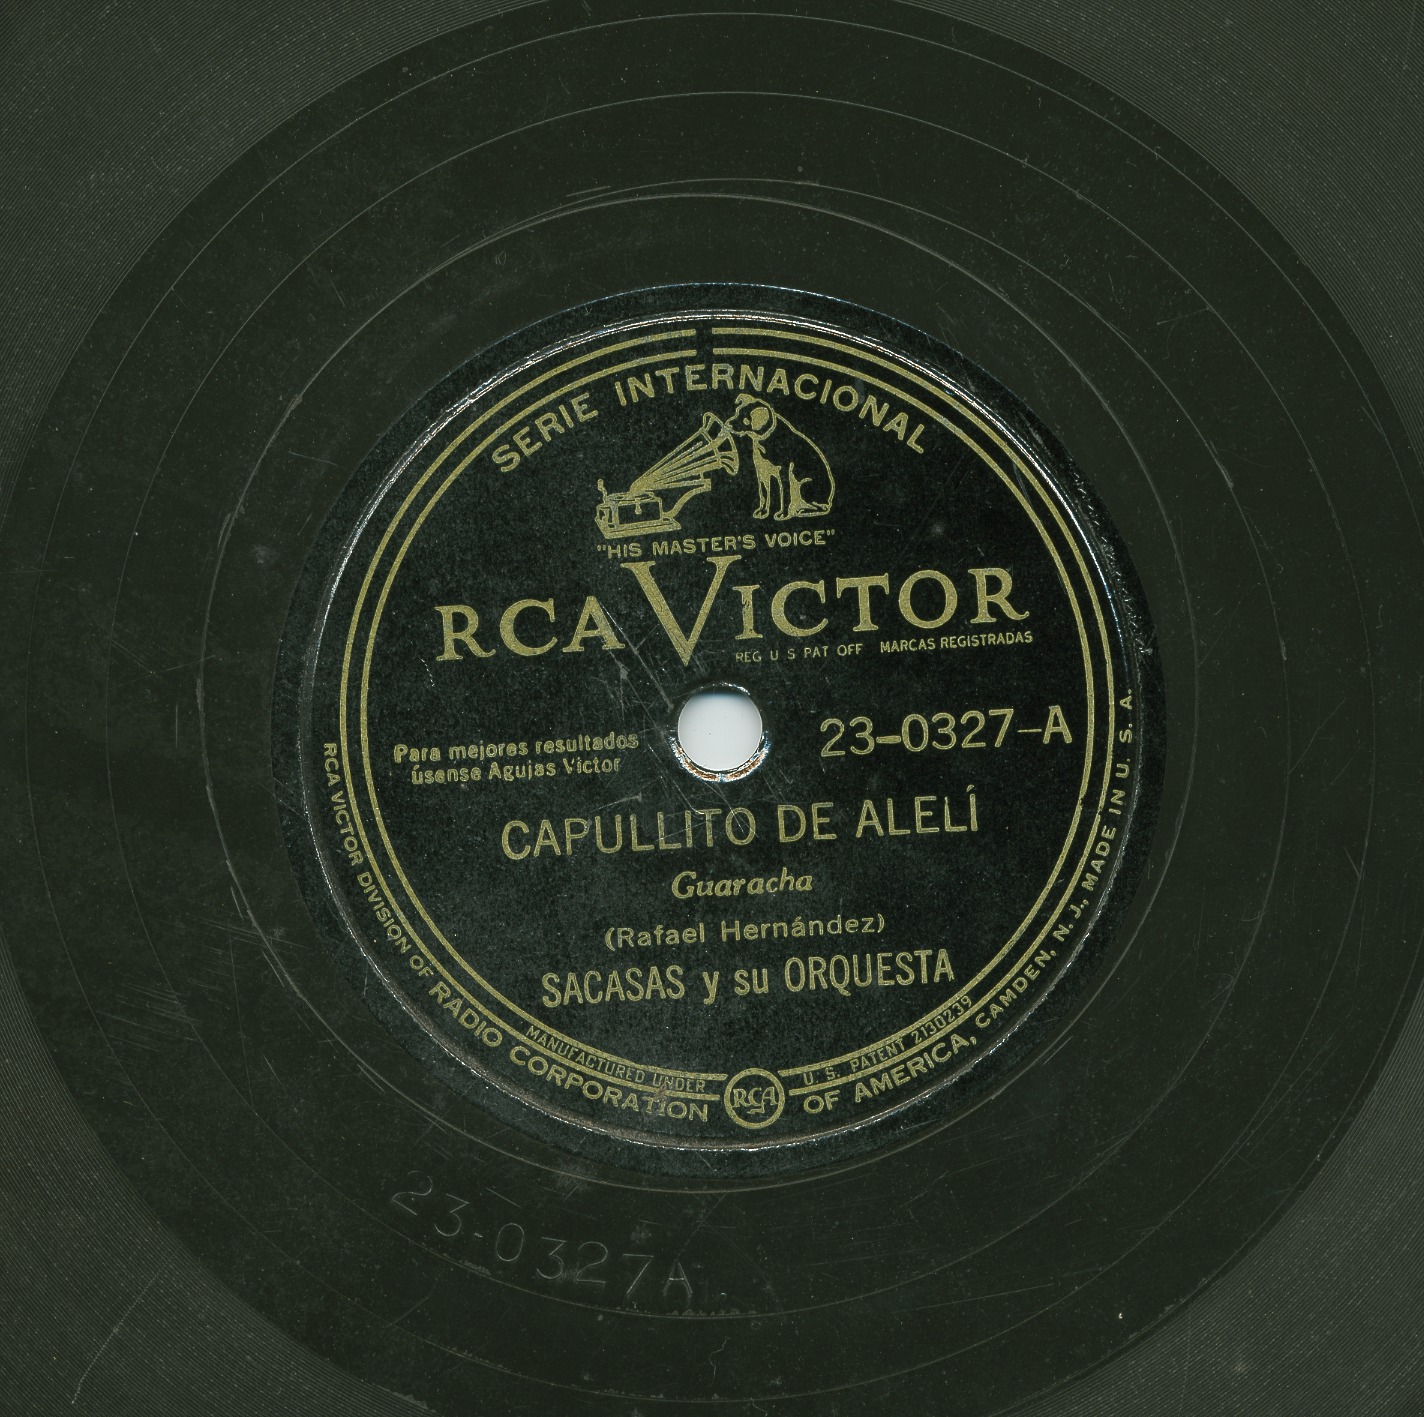 SERIE INTERNACIONAL
"HIS MASTER'S VOICE"
RCA VICTOR
REG U S PAT OFF MARCAS REGISTRADAS
Para mejores resultados
úsense Agujas Victor
23-0327-A
CAPULLITO DE ALELÍ
Guaracha
(Rafael Hernández)
SACASAS y su ORQUESTA
MANUFACTURED UNDER RCA U. S. PATENT 2130239
RCA VICTOR DIVISION OF RADIO CORPORATION OF AMERICA, CAMDEN, N. J., MADE IN U. S. A.
23-0327A